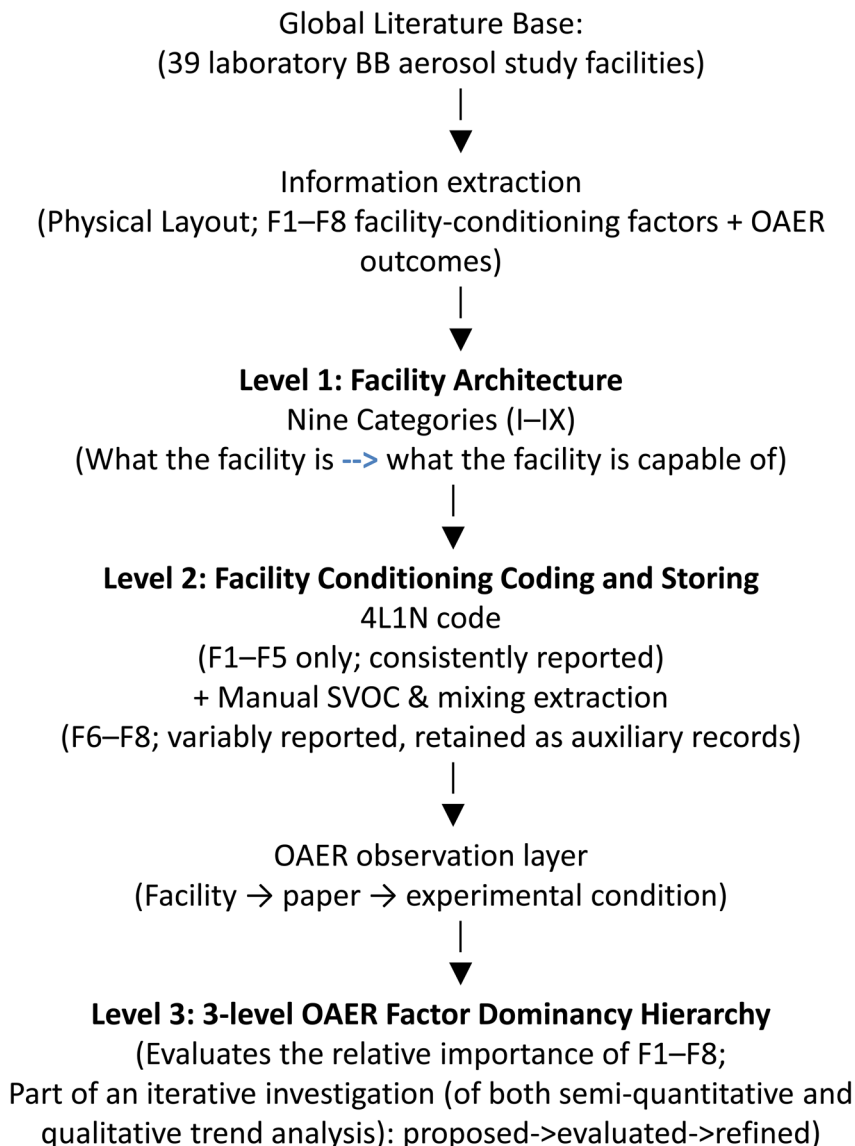 Global Literature Base:
(39 laboratory BB aerosol study facilities)
Information extraction
(Physical Layout; F1–F8 facility-conditioning factors + OAER
outcomes)
Level 1: Facility Architecture
Nine Categories (I–IX)
(What the facility is --> what the facility is capable of)
Level 2: Facility Conditioning Coding and Storing
4L1N code
(F1–F5 only; consistently reported)
+ Manual SVOC & mixing extraction
(F6–F8; variably reported, retained as auxiliary records)
OAER observation layer
(Facility → paper → experimental condition)
Level 3: 3-level OAER Factor Dominancy Hierarchy
(Evaluates the relative importance of F1–F8;
Part of an iterative investigation (of both semi-quantitative and
qualitative trend analysis): proposed->evaluated->refined)